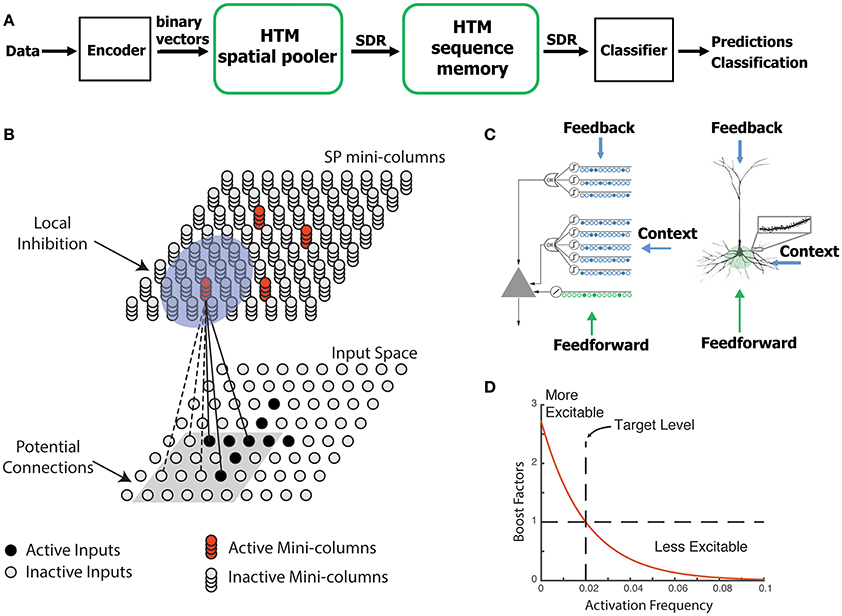 A
Data
Encoder
binary
vectors
HTM
spatial pooler
SDR
HTM
sequence
memory
SDR
Classifier
Predictions
Classification
B
SP mini-columns
Local
Inhibition
Input Space
Potential
Connections
Active Inputs
Inactive Inputs
Active Mini-columns
Inactive Mini-columns
C
Feedback
OR
OR
Context
Feedforward
Feedback
Context
Feedforward
D
More
Excitable
Target Level
Less Excitable
Boost Factors
3
2
1
0
0
0.02
0.04
0.06
0.08
0.1
Activation Frequency